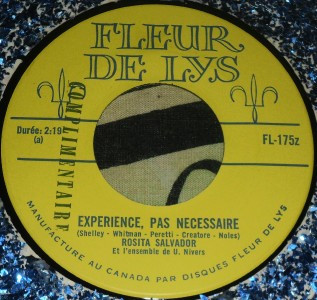 FLEUR
DE LYS
COMPLIMENTAIRE
Durée: 2:19
(a)
FL-175z
EXPERIENCE, PAS NECESSAIRE
(Shelley - Whitman - Peretti - Creature - Noles)
ROSITA SALVADOR
Et l'ensemble de U. Nivers
MANUFACTURE AU CANADA PAR DISQUES FLEUR DE LYS